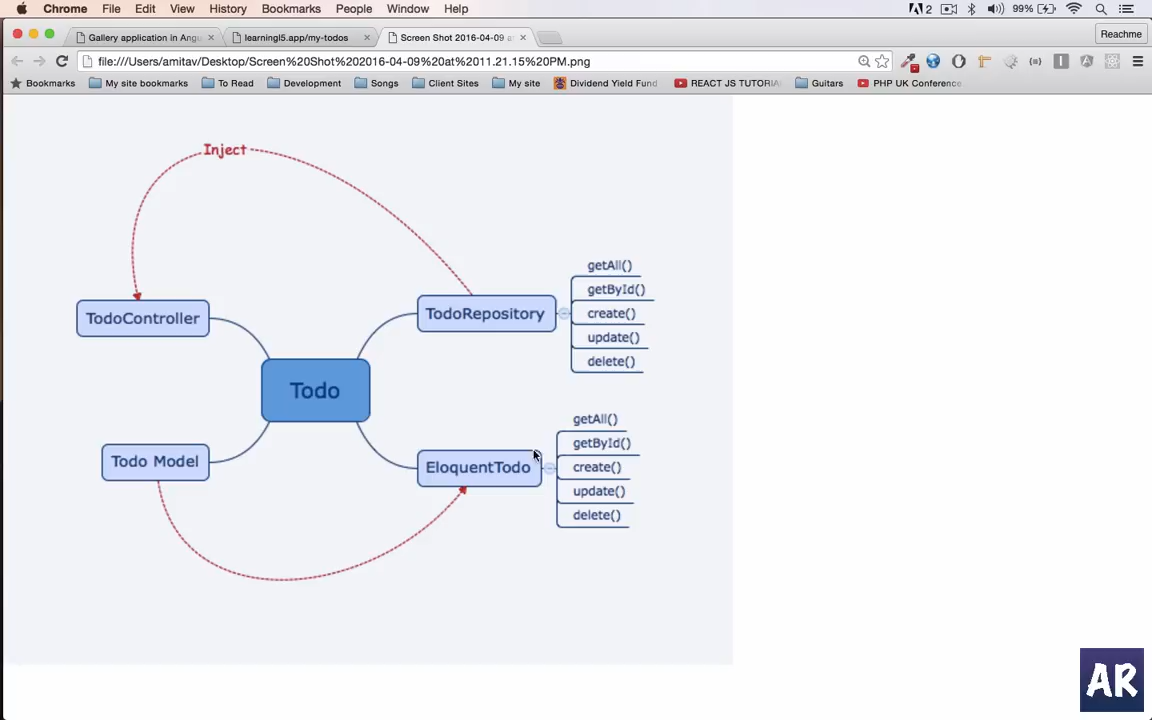 Chrome File Edit View History Bookmarks People Window Help 2 99%
Gallery application in Angu learningl5.app/my-todos Screen Shot 2016-04-09 a Reachme
file:///Users/amitav/Desktop/Screen%20Shot%202016-04-09%20at%2011.21.15%20PM.png
Bookmarks My site bookmarks To Read Development Songs Client Sites My site Dividend Yield Fund REACT JS TUTORIA Guitars PHP UK Conference
Inject
getAll()
getById()
TodoController TodoRepository create()
update()
delete()
Todo
getAll()
getById()
Todo Model EloquentTodo create()
update()
delete()
AR